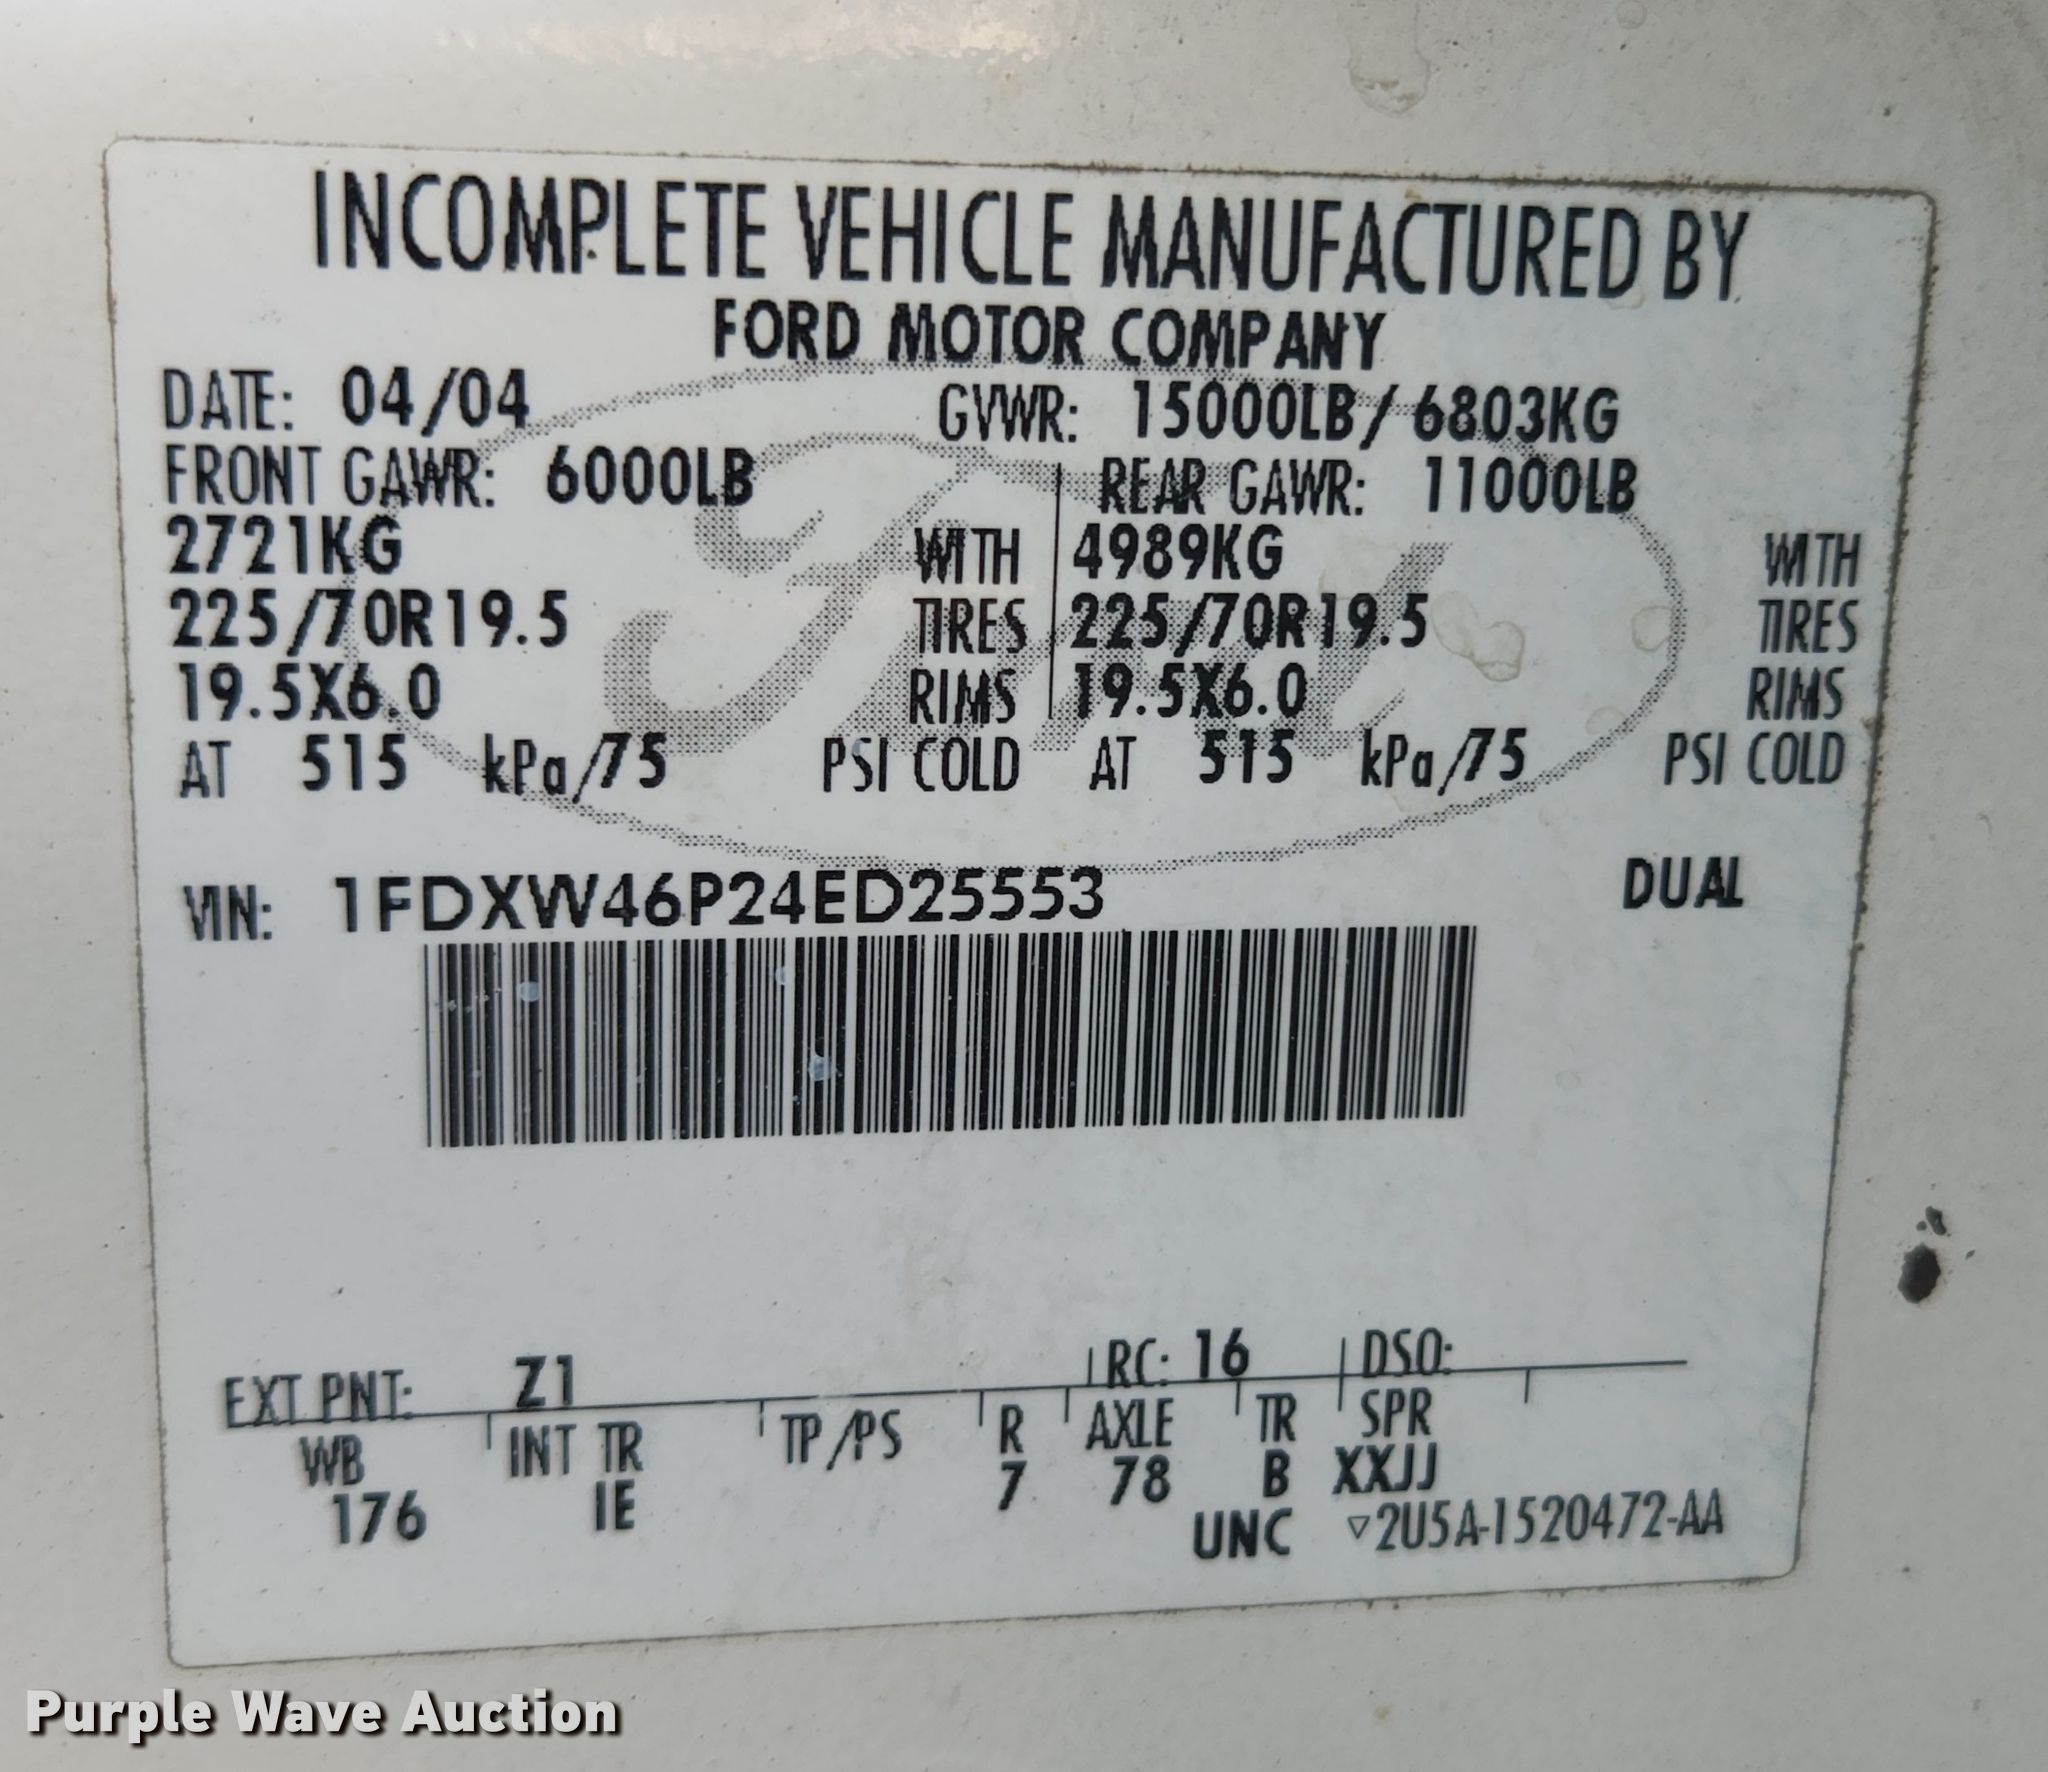 INCOMPLETE VEHICLE MANUFACTURED BY
FORD MOTOR COMPANY
DATE: 04/04 GVWR: 15000LB/ 6803KG
FRONT GAWR: 6000LB REAR GAWR: 11000LB
2721KG WITH 4989KG WITH
225/70R19.5 TIRES 225/70R19.5 TIRES
19.5X6.0 RIMS 19.5X6.0 RIMS
AT 515 kPa/75 PSI COLD AT 515 kPa/75 PSI COLD
VIN: 1FDXW46P24ED25553 DUAL
EXT PNT: Z1 RC: 16 DSO:
WB INT TR TP/PS R AXLE TR SPR
176 IE 7 78 B XXJJ
UNC ▽2U5A-1520472-AA
Purple Wave Auction